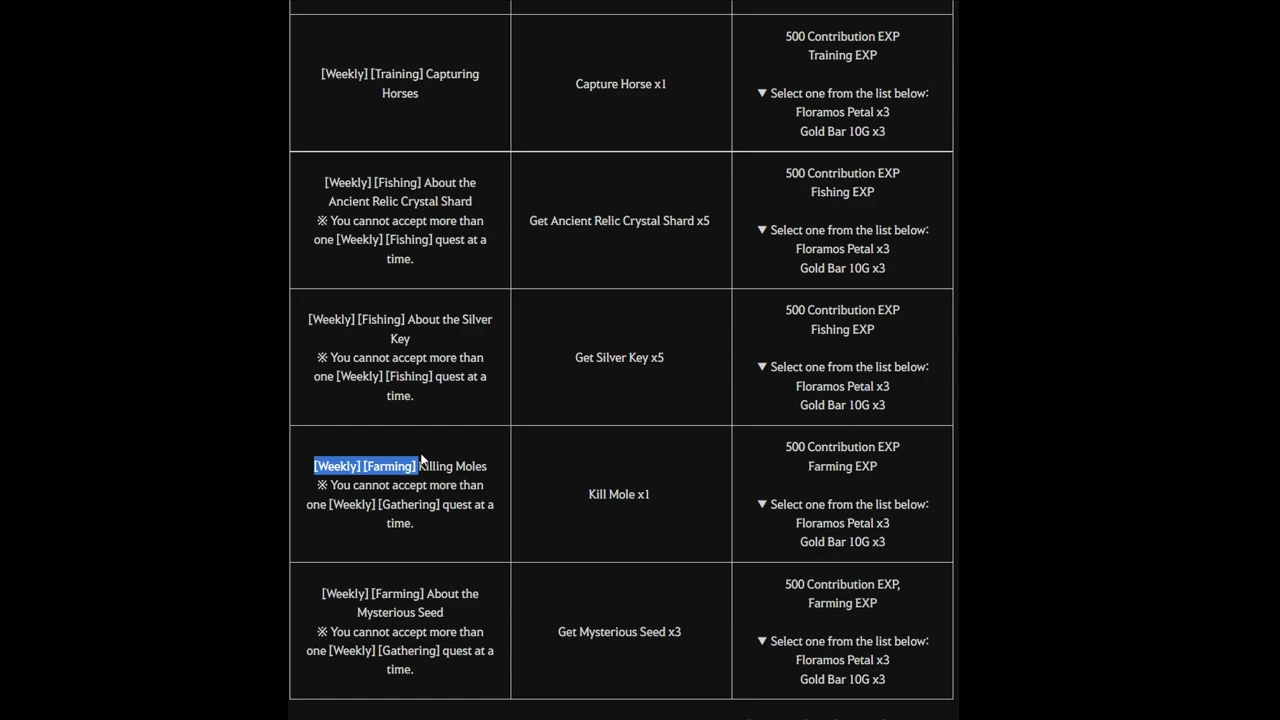 [Weekly] [Training] Capturing
Horses
Capture Horse x1
500 Contribution EXP
Training EXP
▼ Select one from the list below:
Floramos Petal x3
Gold Bar 10G x3
[Weekly] [Fishing] About the
Ancient Relic Crystal Shard
※ You cannot accept more than
one [Weekly] [Fishing] quest at a
time.
Get Ancient Relic Crystal Shard x5
500 Contribution EXP
Fishing EXP
▼ Select one from the list below:
Floramos Petal x3
Gold Bar 10G x3
[Weekly] [Fishing] About the Silver
Key
※ You cannot accept more than
one [Weekly] [Fishing] quest at a
time.
Get Silver Key x5
500 Contribution EXP
Fishing EXP
▼ Select one from the list below:
Floramos Petal x3
Gold Bar 10G x3
[Weekly] [Farming] Killing Moles
※ You cannot accept more than
one [Weekly] [Gathering] quest at a
time.
Kill Mole x1
500 Contribution EXP
Farming EXP
▼ Select one from the list below:
Floramos Petal x3
Gold Bar 10G x3
[Weekly] [Farming] About the
Mysterious Seed
※ You cannot accept more than
one [Weekly] [Gathering] quest at a
time.
Get Mysterious Seed x3
500 Contribution EXP,
Farming EXP
▼ Select one from the list below:
Floramos Petal x3
Gold Bar 10G x3